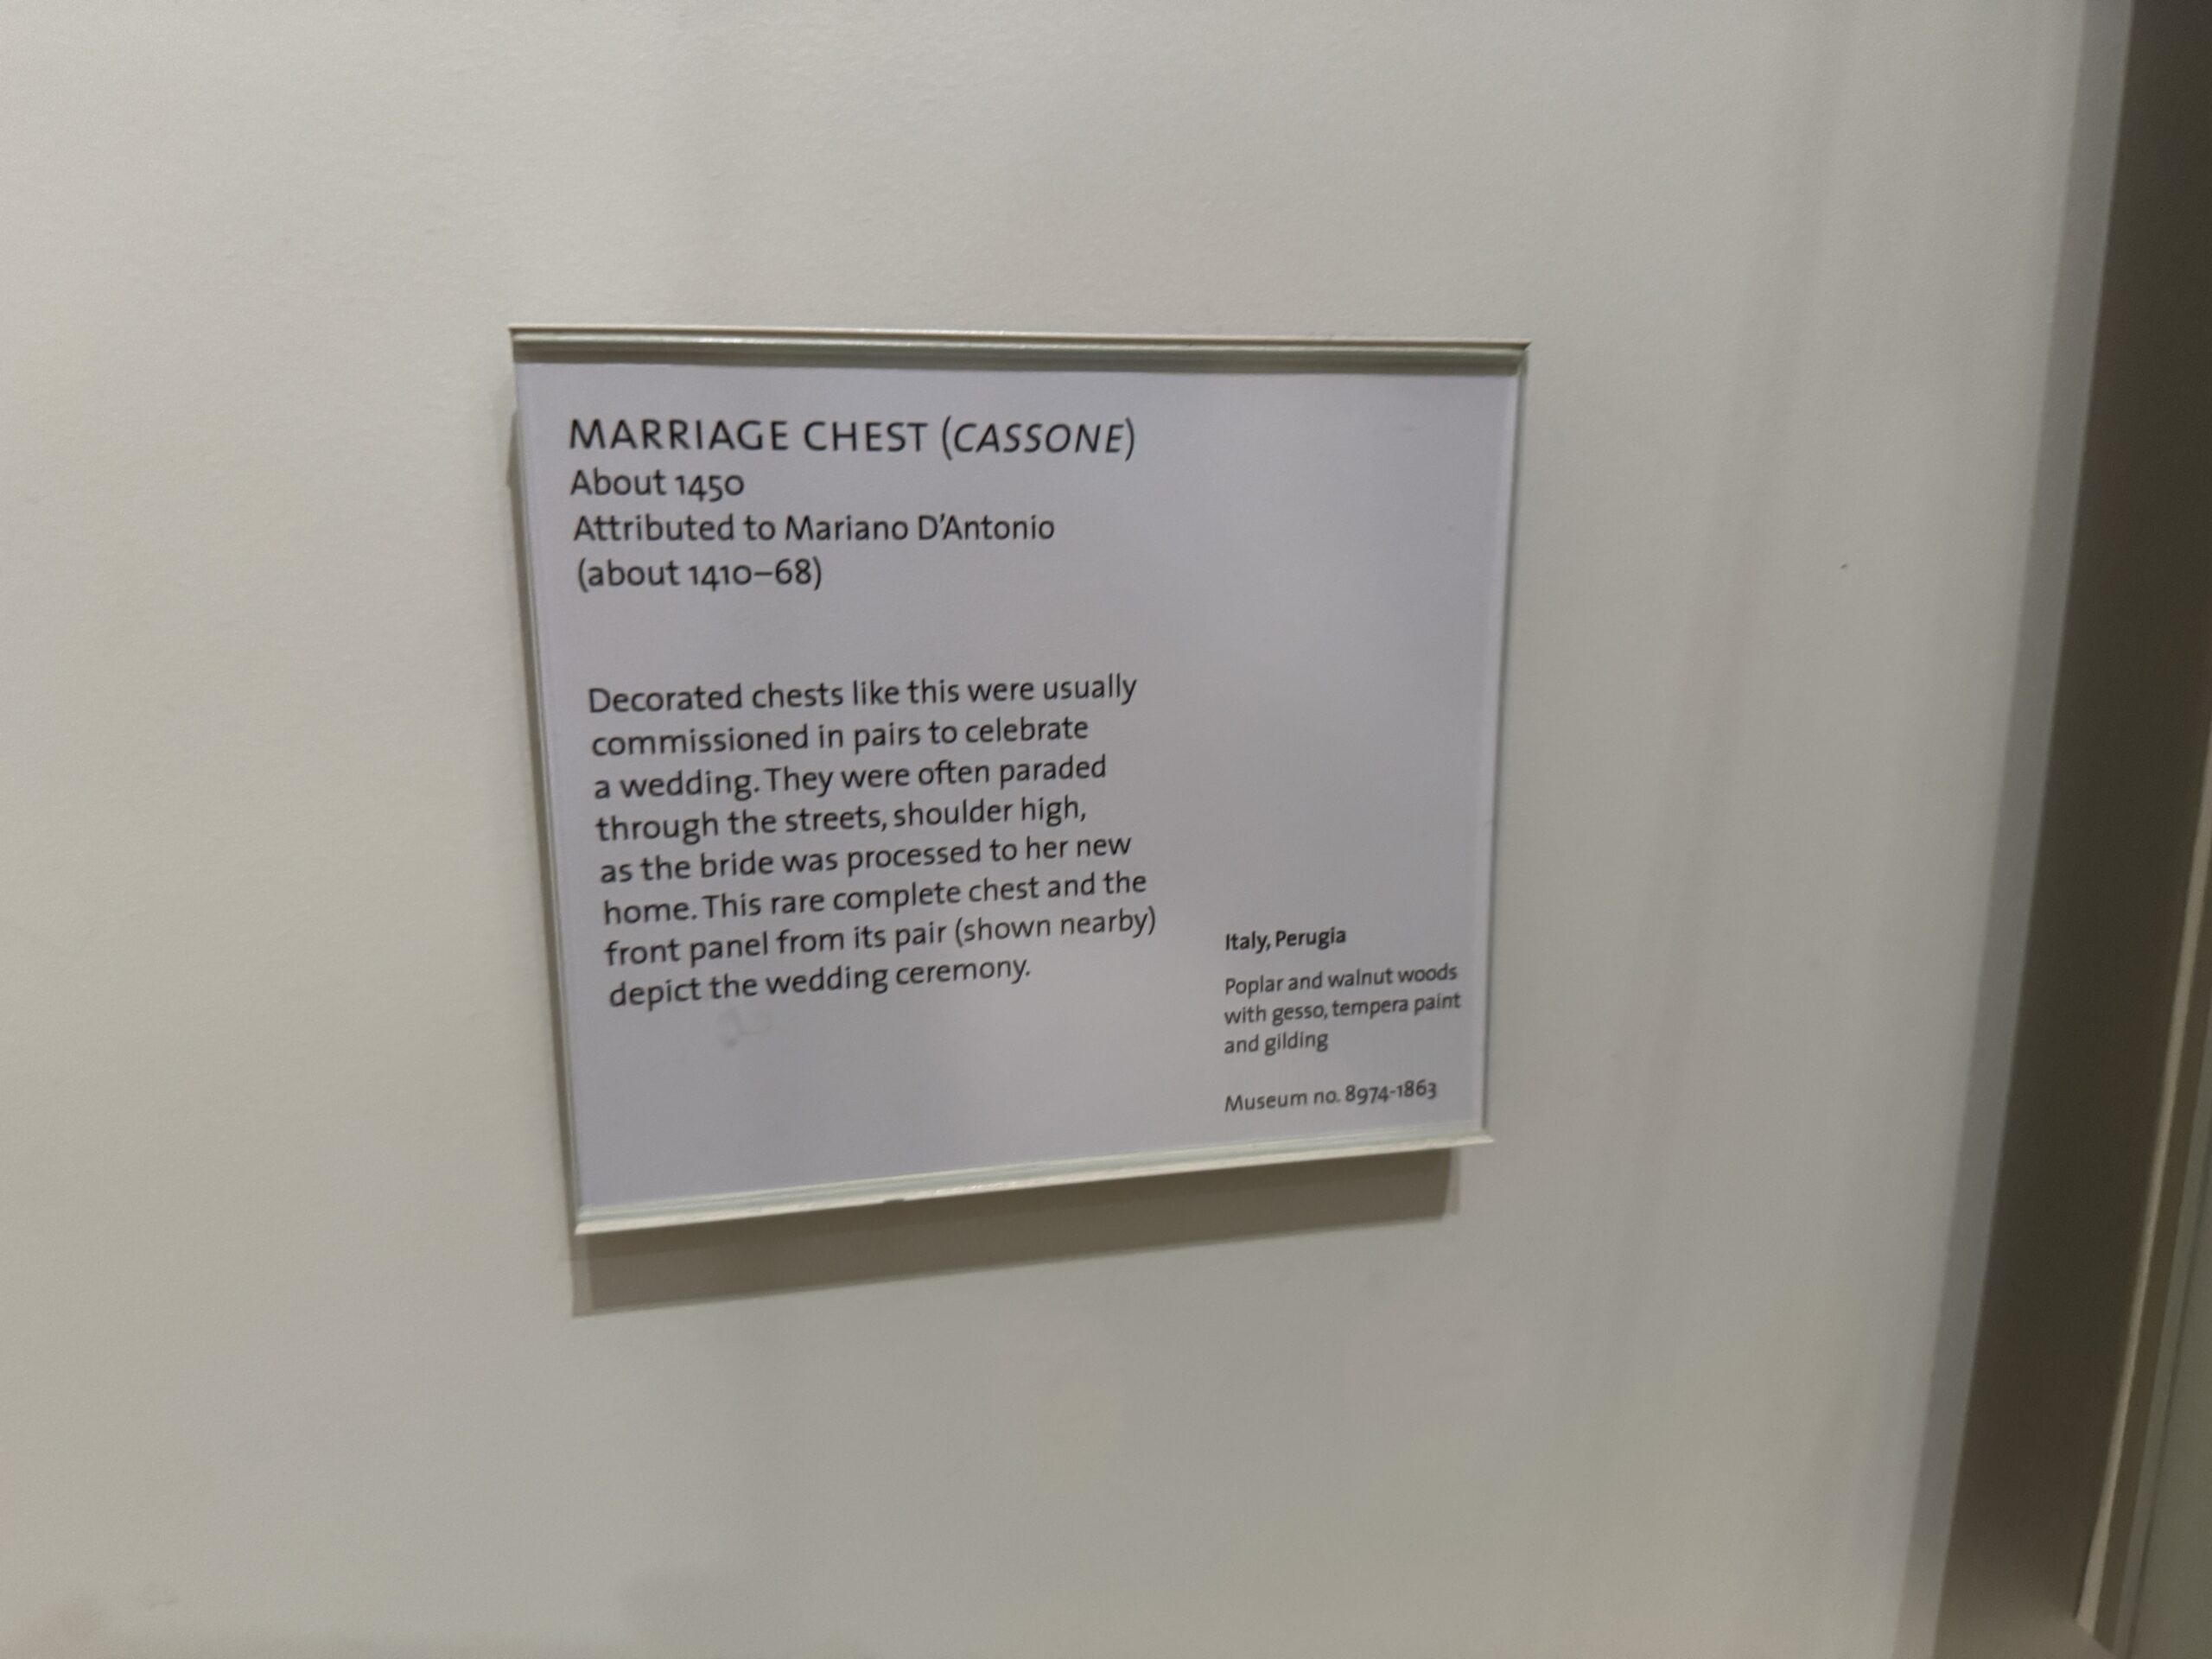 MARRIAGE CHEST (CASSONE)
About 1450
Attributed to Mariano D’Antonio
(about 1410–68)
Decorated chests like this were usually
commissioned in pairs to celebrate
a wedding. They were often paraded
through the streets, shoulder high,
as the bride was processed to her new
home. This rare complete chest and the
front panel from its pair (shown nearby)
depict the wedding ceremony.
Italy, Perugia
Poplar and walnut woods
with gesso, tempera paint
and gilding
Museum no. 8974-1863